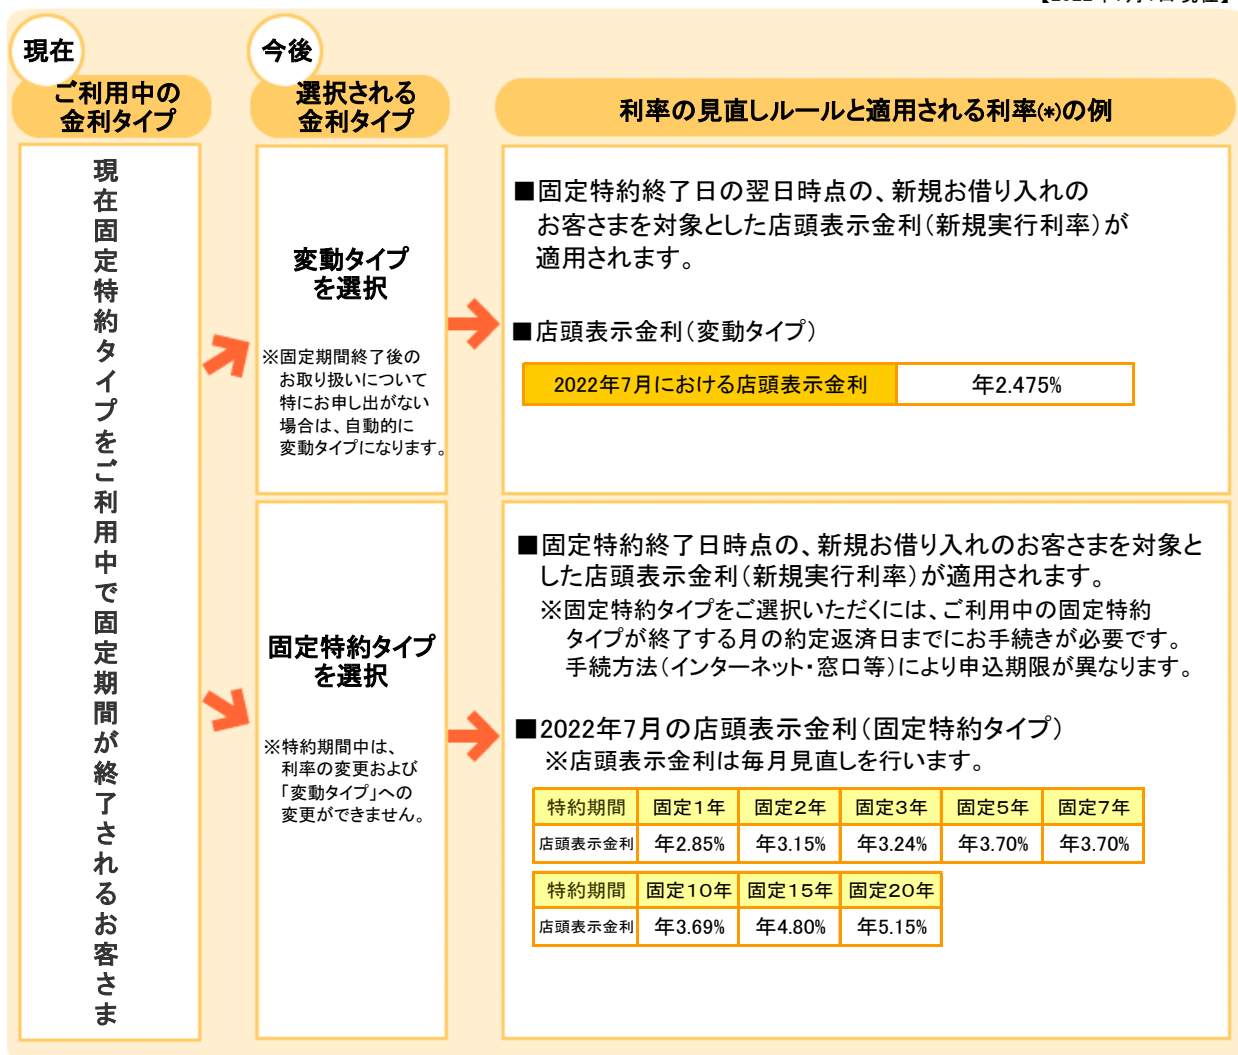 現在
今後
ご利用中の
金利タイプ
選択される
金利タイプ
利率の見直しルールと適用される利率(*)の例
現在固定特約タイプをご利用中で固定期間が終了されるお客さま
変動タイプ
を選択
※固定期間終了後の
お取り扱いについて
特にお申し出がない
場合は、自動的に
変動タイプになります。
■固定特約終了日の翌日時点の、新規お借り入れの
お客さまを対象とした店頭表示金利(新規実行利率)が
適用されます。
■店頭表示金利(変動タイプ)
2022年7月における店頭表示金利 年2.475%
固定特約タイプ
を選択
※特約期間中は、
利率の変更および
「変動タイプ」への
変更ができません。
■固定特約終了日時点の、新規お借り入れのお客さまを対象と
した店頭表示金利(新規実行利率)が適用されます。
※固定特約タイプをご選択いただくには、ご利用中の固定特約
タイプが終了する月の約定返済日までにお手続きが必要です。
手続方法(インターネット・窓口等)により申込期限が異なります。
■2022年7月の店頭表示金利(固定特約タイプ)
※店頭表示金利は毎月見直しを行います。
特約期間 固定1年 固定2年 固定3年 固定5年 固定7年
店頭表示金利 年2.85% 年3.15% 年3.24% 年3.70% 年3.70%
特約期間 固定10年 固定15年 固定20年
店頭表示金利 年3.69% 年4.80% 年5.15%